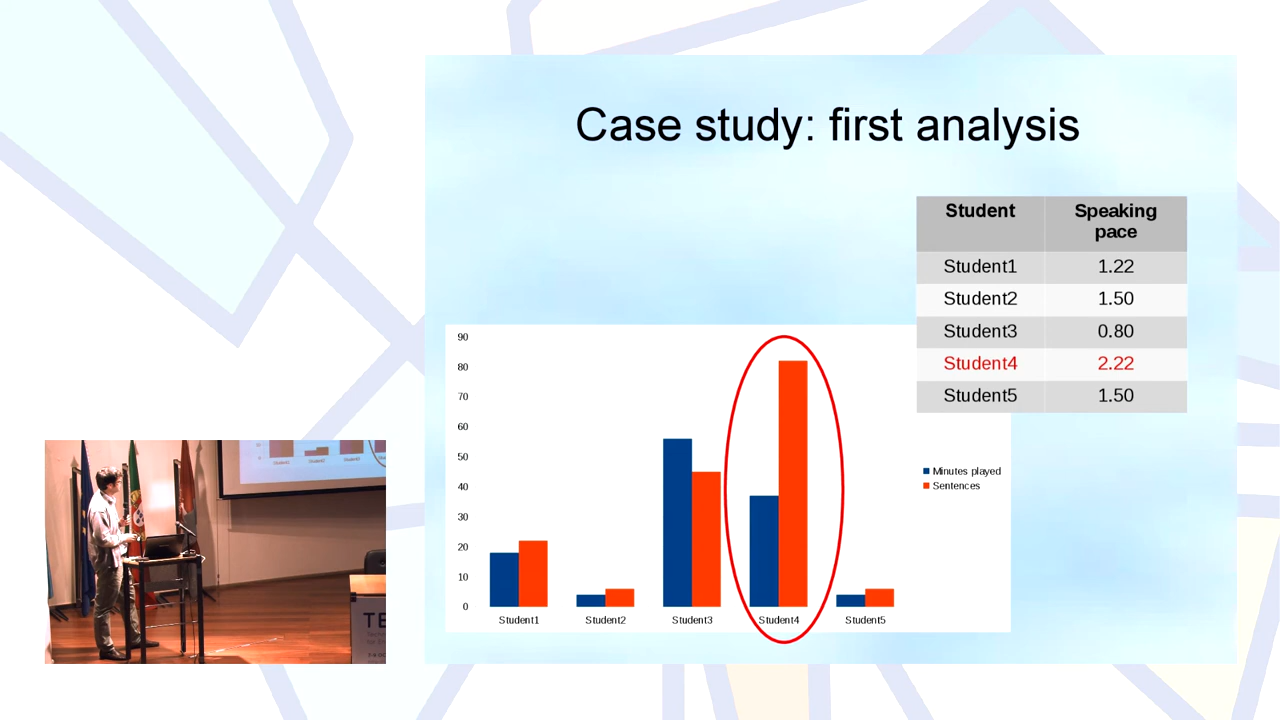 Case study: first analysis
Student Speaking pace
Student1 1.22
Student2 1.50
Student3 0.80
Student4 2.22
Student5 1.50
90
80
70
60
50
40
30
20
10
0
Student1 Student2 Student3 Student4 Student5
Minutes played
Sentences
TE